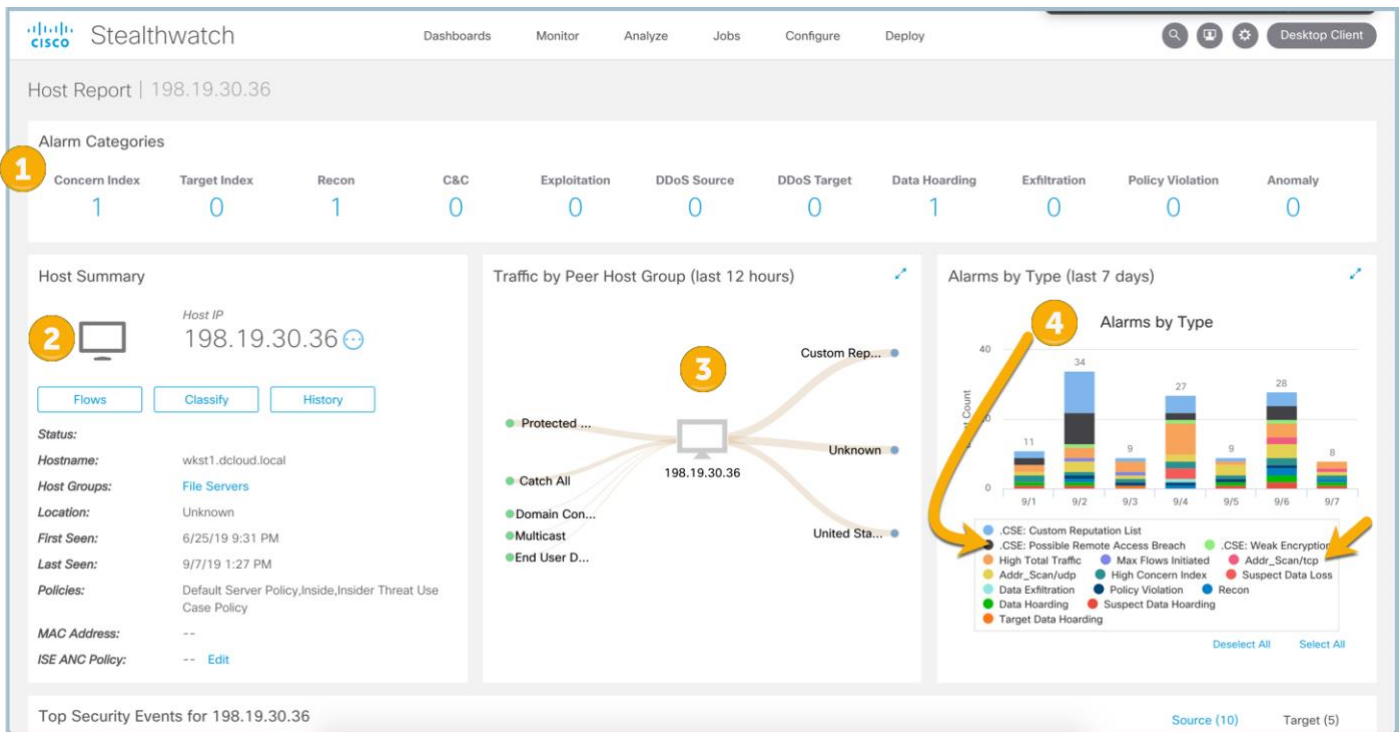 cisco Stealthwatch Dashboards Monitor Analyze Jobs Configure Deploy Desktop Client
Host Report | 198.19.30.36
Alarm Categories
1
Concern Index Target Index Recon C&C Exploitation DDoS Source DDoS Target Data Hoarding Exfiltration Policy Violation Anomaly
1 0 1 0 0 0 0 1 0 0 0
Host Summary
2
Host IP
198.19.30.36
Flows Classify History
Status:
Hostname: wkst1.dcloud.local
Host Groups: File Servers
Location: Unknown
First Seen: 6/25/19 9:31 PM
Last Seen: 9/7/19 1:27 PM
Policies: Default Server Policy,Inside,Insider Threat Use
Case Policy
MAC Address: --
ISE ANC Policy: -- Edit
Traffic by Peer Host Group (last 12 hours)
3
Custom Rep...
Protected ...
Unknown
198.19.30.36
Catch All
Domain Con...
United Sta...
Multicast
End User D...
Alarms by Type (last 7 days)
4
Alarms by Type
40
34
27
28
Count
11
9
9
8
0
9/1 9/2 9/3 9/4 9/5 9/6 9/7
.CSE: Custom Reputation List
.CSE: Possible Remote Access Breach .CSE: Weak Encryption
High Total Traffic Max Flows Initiated Addr_Scan/tcp
Addr_Scan/udp High Concern Index Suspect Data Loss
Data Exfiltration Policy Violation Recon
Data Hoarding Suspect Data Hoarding
Target Data Hoarding
Deselect All Select All
Top Security Events for 198.19.30.36 Source (10) Target (5)